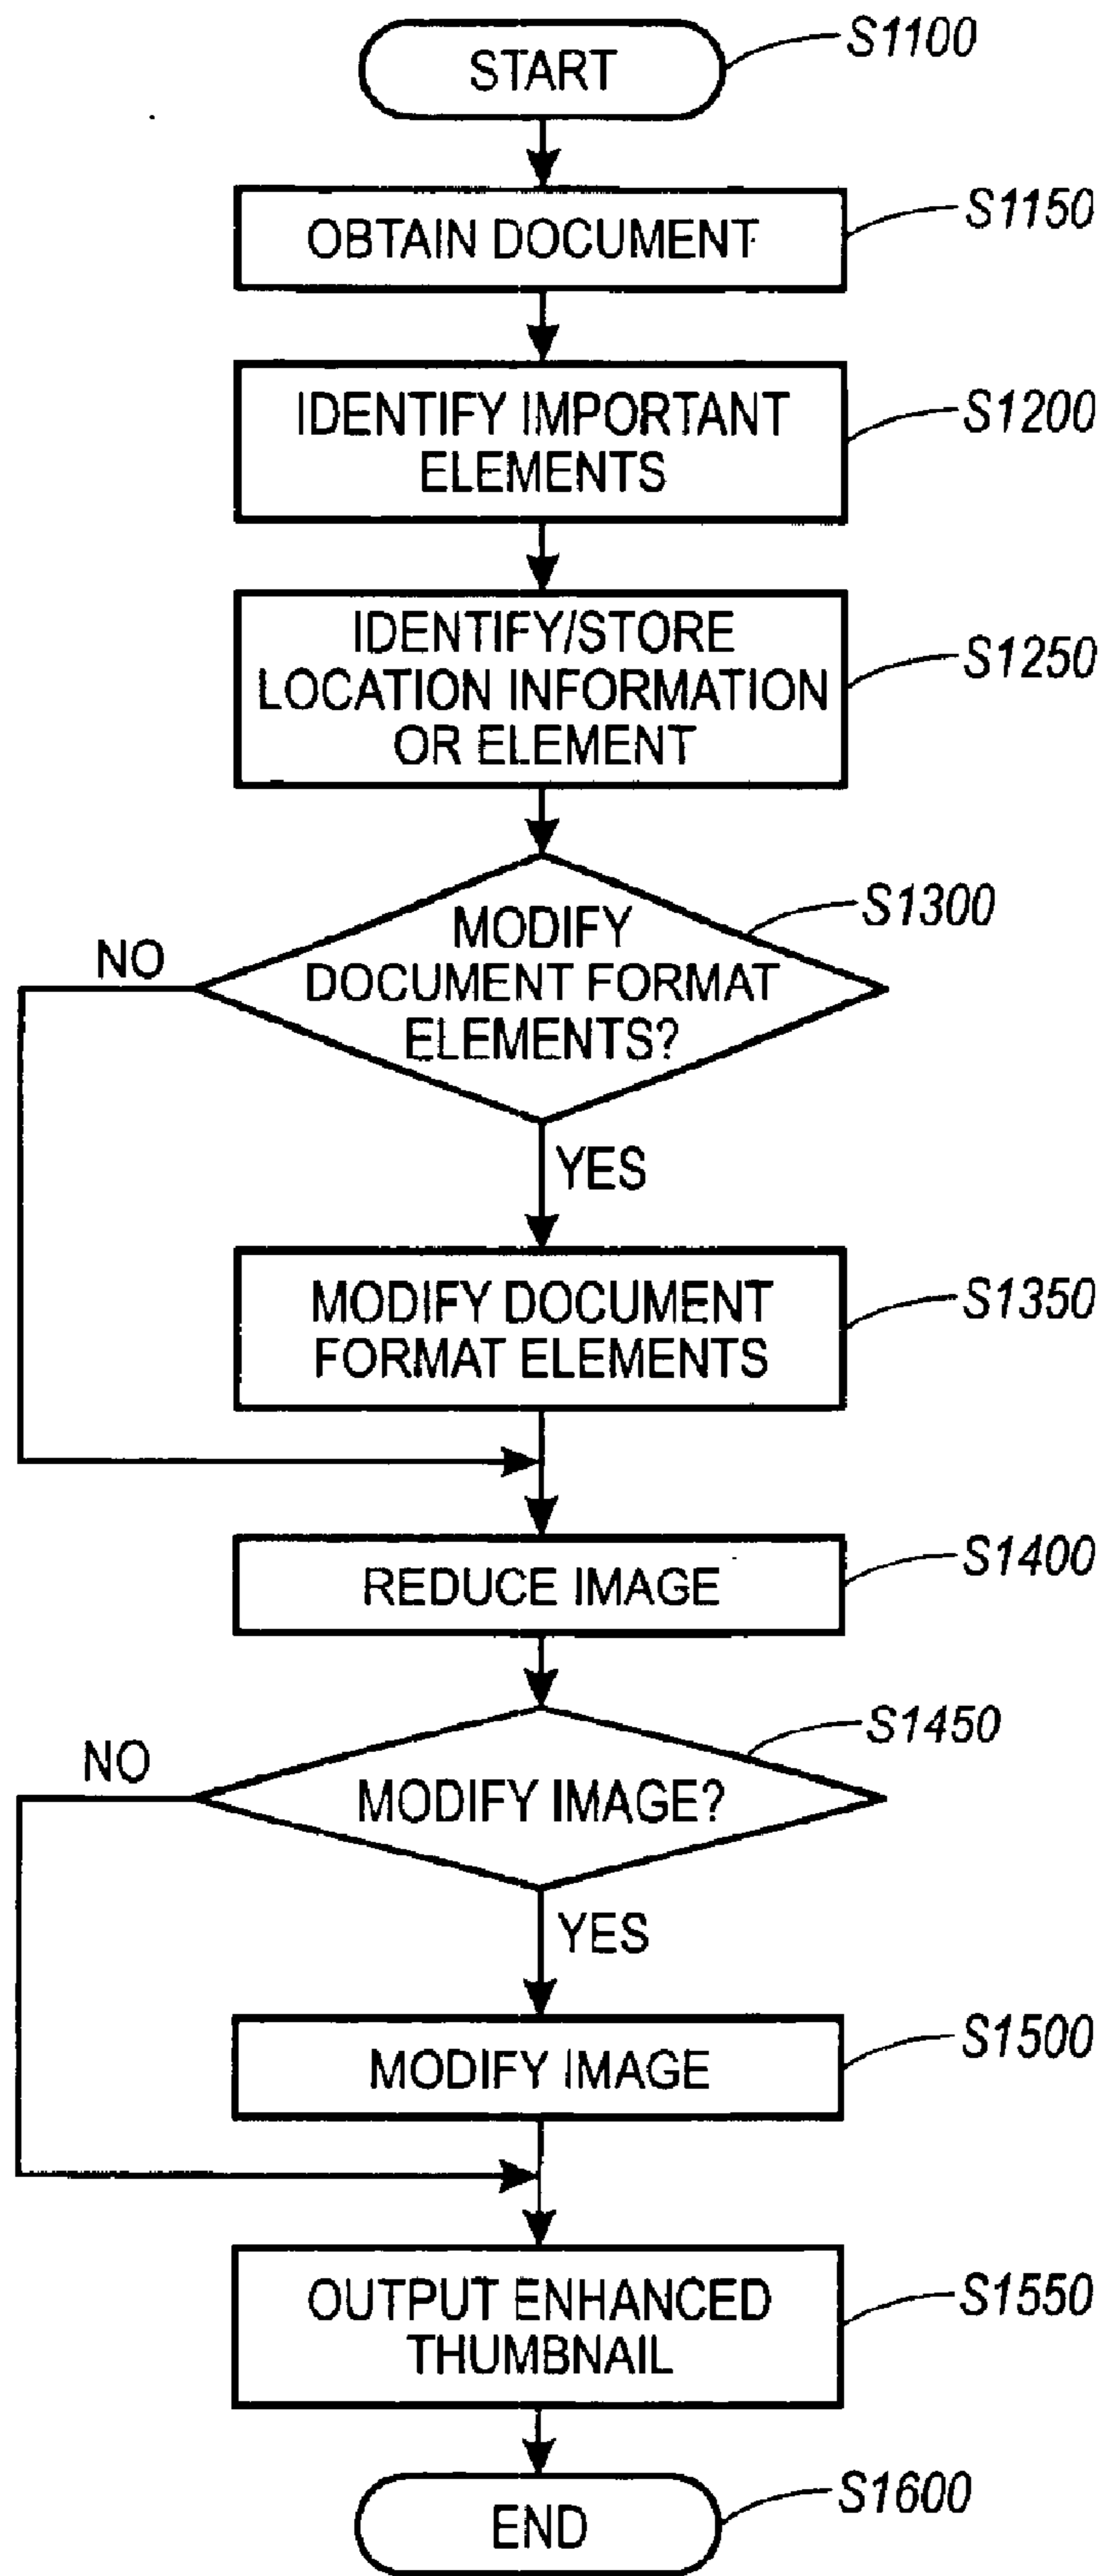 START
S1100
OBTAIN DOCUMENT
S1150
IDENTIFY IMPORTANT
ELEMENTS
S1200
IDENTIFY/STORE
LOCATION INFORMATION
OR ELEMENT
S1250
MODIFY
DOCUMENT FORMAT
ELEMENTS?
S1300
NO
YES
MODIFY DOCUMENT
FORMAT ELEMENTS
S1350
REDUCE IMAGE
S1400
MODIFY IMAGE?
S1450
NO
YES
MODIFY IMAGE
S1500
OUTPUT ENHANCED
THUMBNAIL
S1550
END
S1600